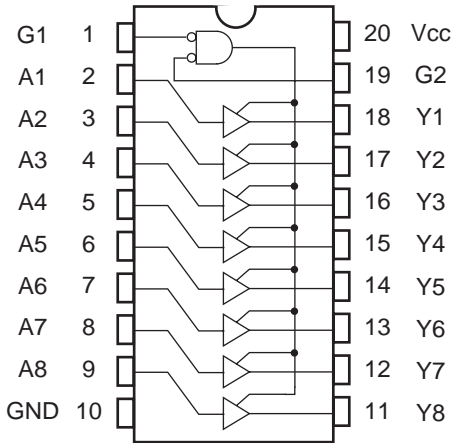 G1 1 20 Vcc
A1 2 19 G2
A2 3 18 Y1
A3 4 17 Y2
A4 5 16 Y3
A5 6 15 Y4
A6 7 14 Y5
A7 8 13 Y6
A8 9 12 Y7
GND 10 11 Y8